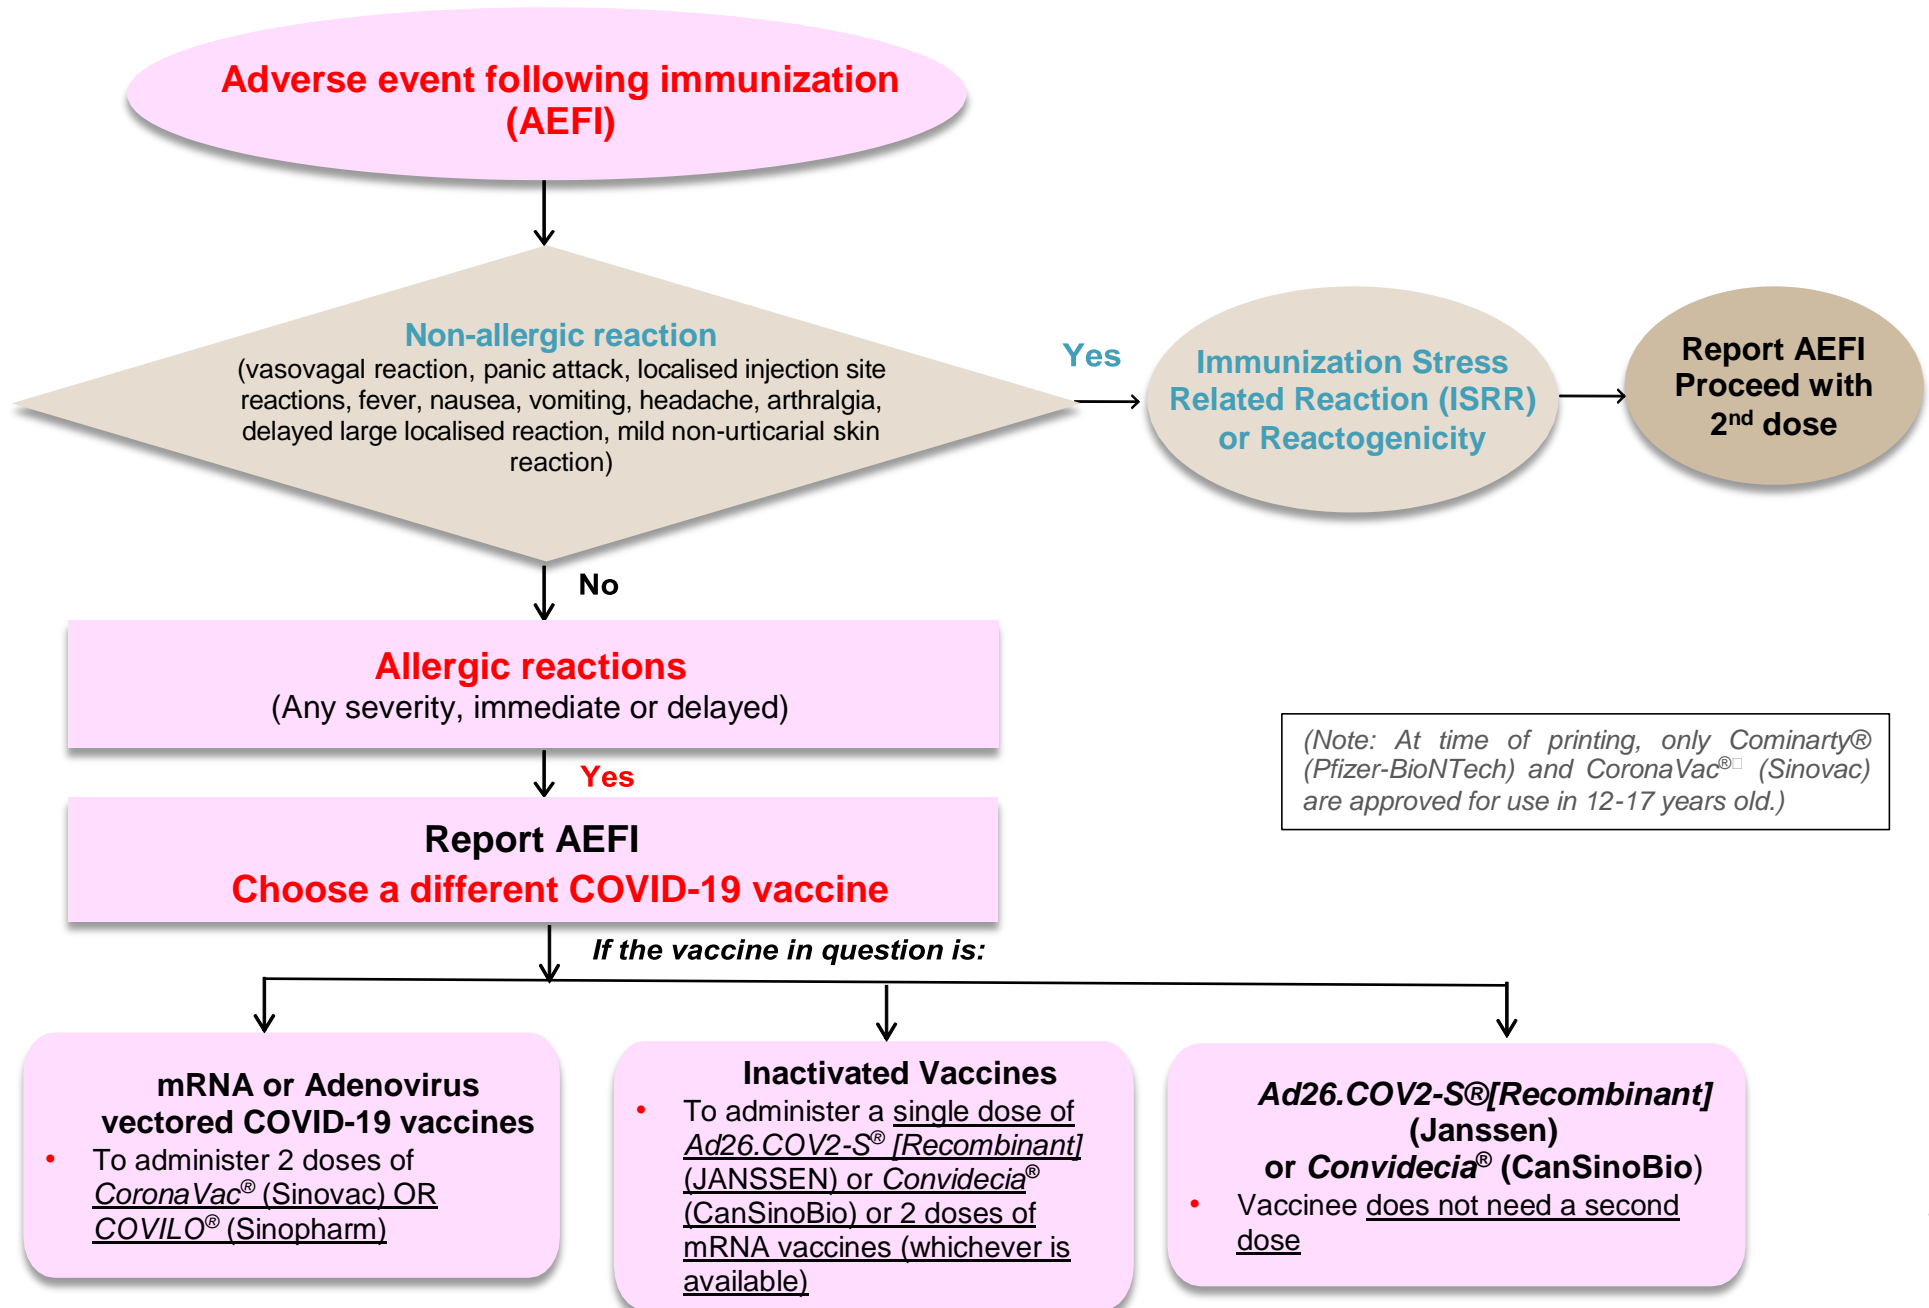 Adverse event following immunization
(AEFI)
Non-allergic reaction
(vasovagal reaction, panic attack, localised injection site
reactions, fever, nausea, vomiting, headache, arthralgia,
delayed large localised reaction, mild non-urticarial skin
reaction)
Yes
Immunization Stress
Related Reaction (ISRR)
or Reactogenicity
Report AEFI
Proceed with
2nd dose
No
Allergic reactions
(Any severity, immediate or delayed)
Yes
(Note: At time of printing, only Cominarty®
(Pfizer-BioNTech) and CoronaVac®□ (Sinovac)
are approved for use in 12-17 years old.)
Report AEFI
Choose a different COVID-19 vaccine
If the vaccine in question is:
mRNA or Adenovirus
vectored COVID-19 vaccines
• To administer 2 doses of
CoronaVac® (Sinovac) OR
COVILO® (Sinopharm)
Inactivated Vaccines
• To administer a single dose of
Ad26.COV2-S® [Recombinant]
(JANSSEN) or Convidecia®
(CanSinoBio) or 2 doses of
mRNA vaccines (whichever is
available)
Ad26.COV2-S®[Recombinant]
(Janssen)
or Convidecia® (CanSinoBio)
• Vaccinee does not need a second
dose